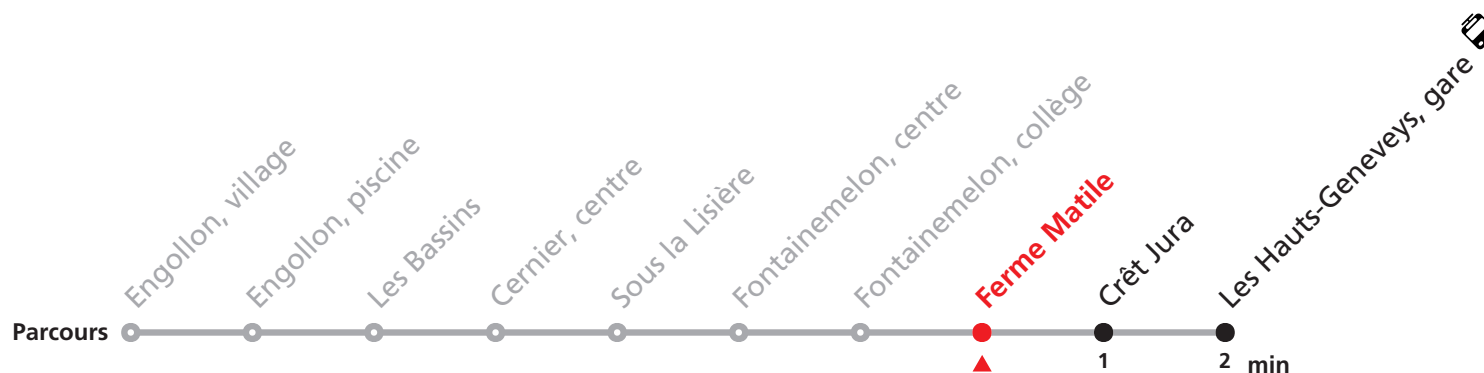 Engollon, village
Engollon, piscine
Les Bassins
Cernier, centre
Sous la Lisière
Fontainemelon, centre
Fontainemelon, collège
Ferme Matile
Crêt Jura
Les Hauts-Geneveys, gare
Parcours
1 2 min